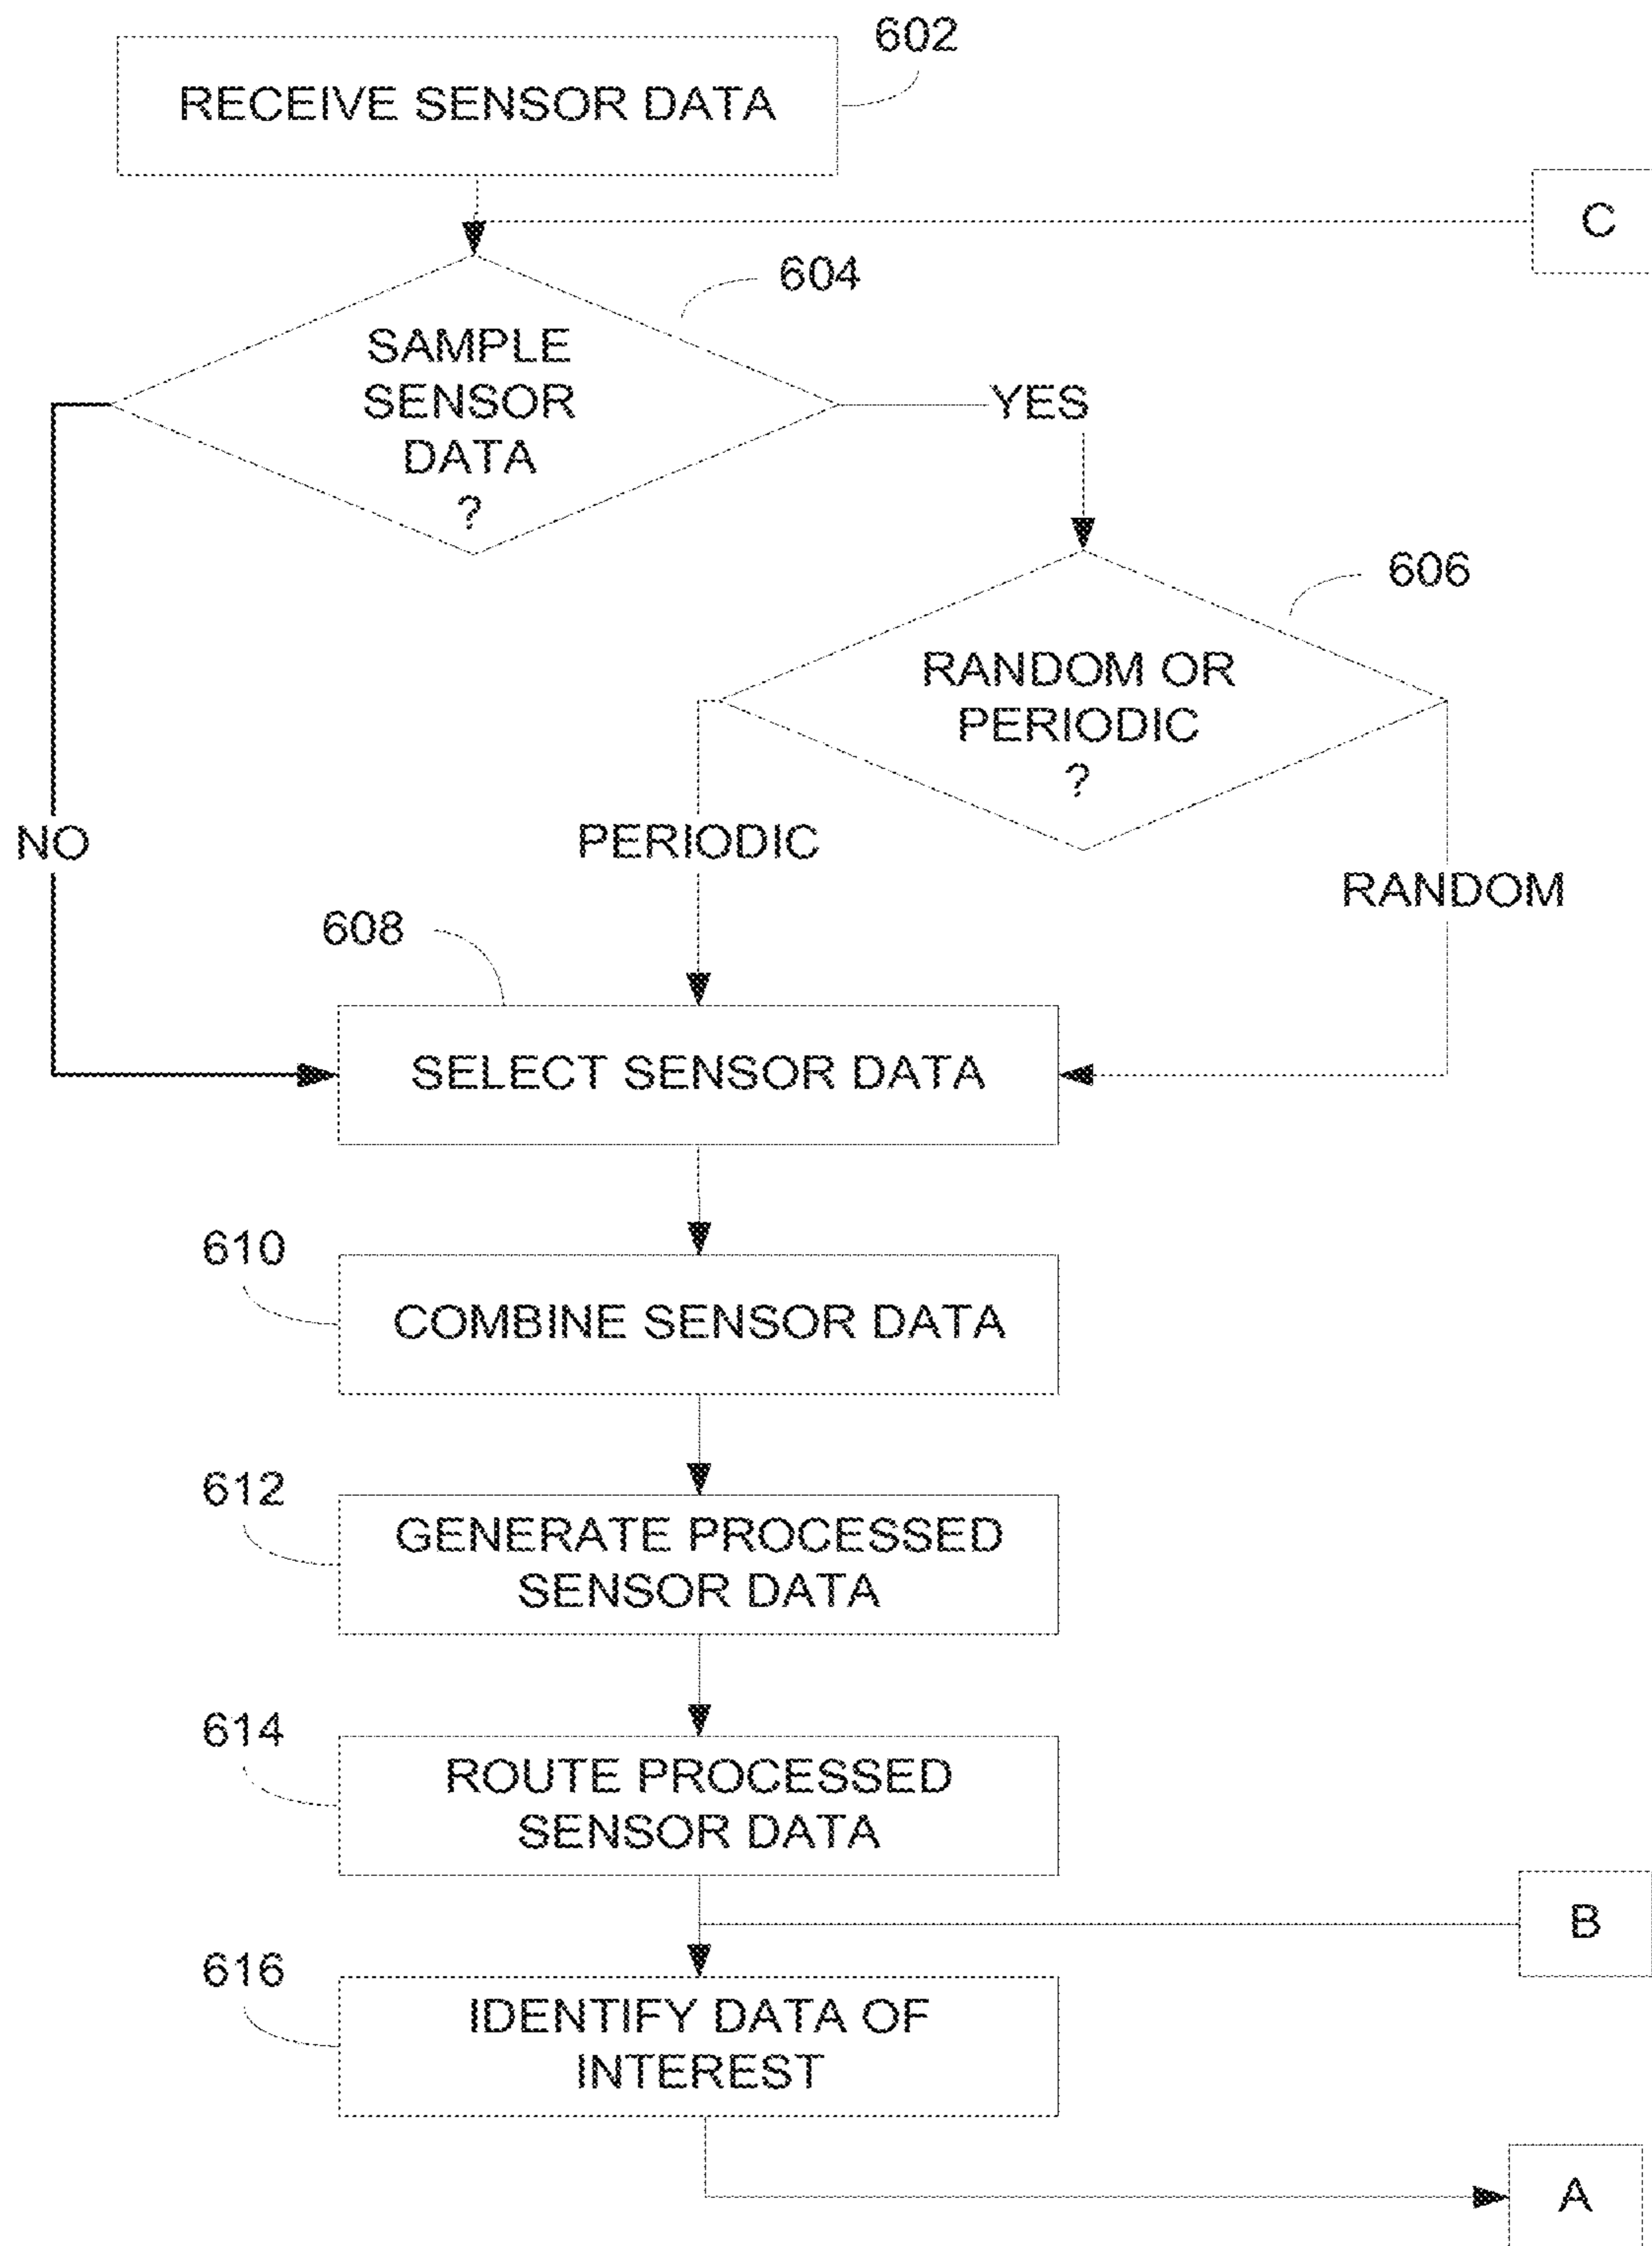 602
RECEIVE SENSOR DATA
C
604
SAMPLE
SENSOR
DATA
?
YES
606
RANDOM OR
PERIODIC
?
NO
PERIODIC
RANDOM
608
SELECT SENSOR DATA
610
COMBINE SENSOR DATA
612
GENERATE PROCESSED
SENSOR DATA
614
ROUTE PROCESSED
SENSOR DATA
B
616
IDENTIFY DATA OF
INTEREST
A